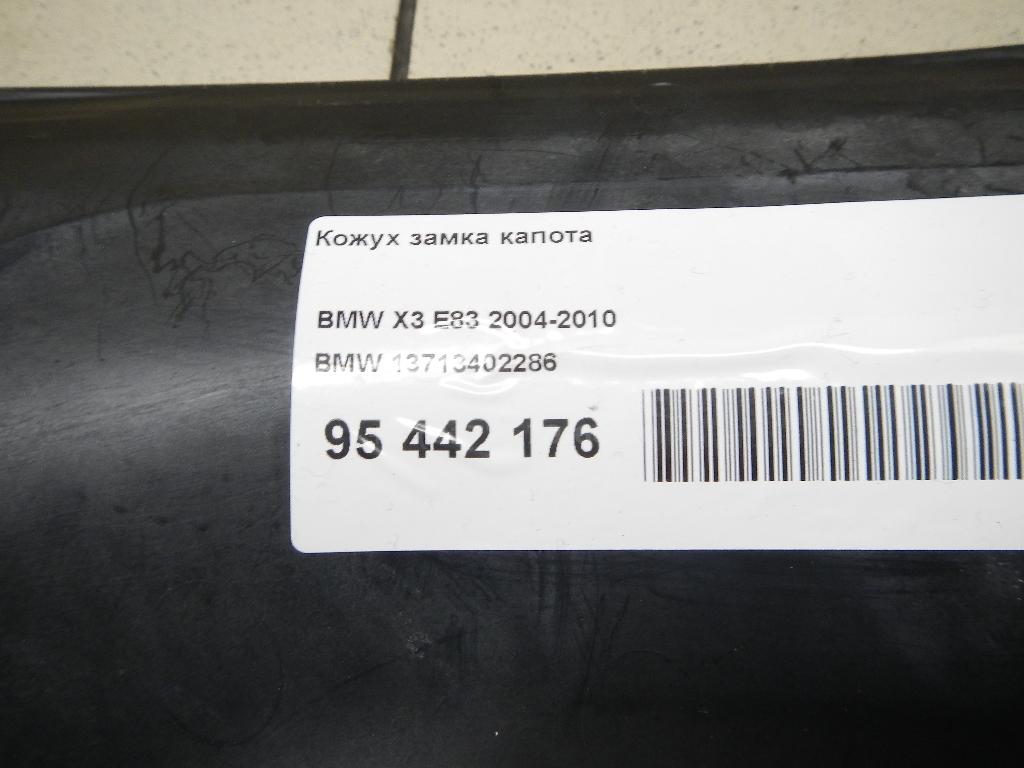 Кожух замка капота
BMW X3 E83 2004-2010
BMW 13713402286
95 442 176